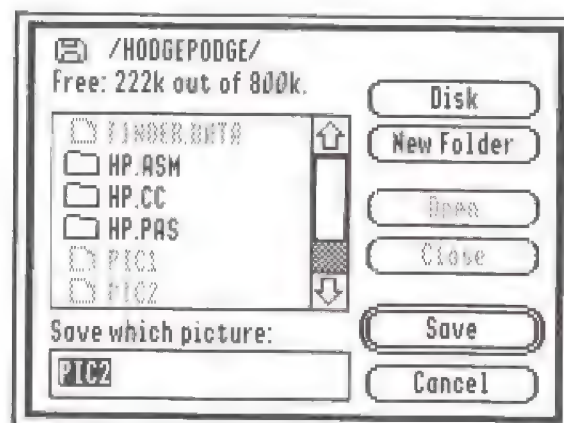 /HODGEPODGE/
Free: 222k out of 800k.
FINDER.DATA
HP.ASM
HP.CC
HP.PAS
PIC1
PIC2
Disk
New Folder
Open
Close
Save which picture:
PIC2
Save
Cancel